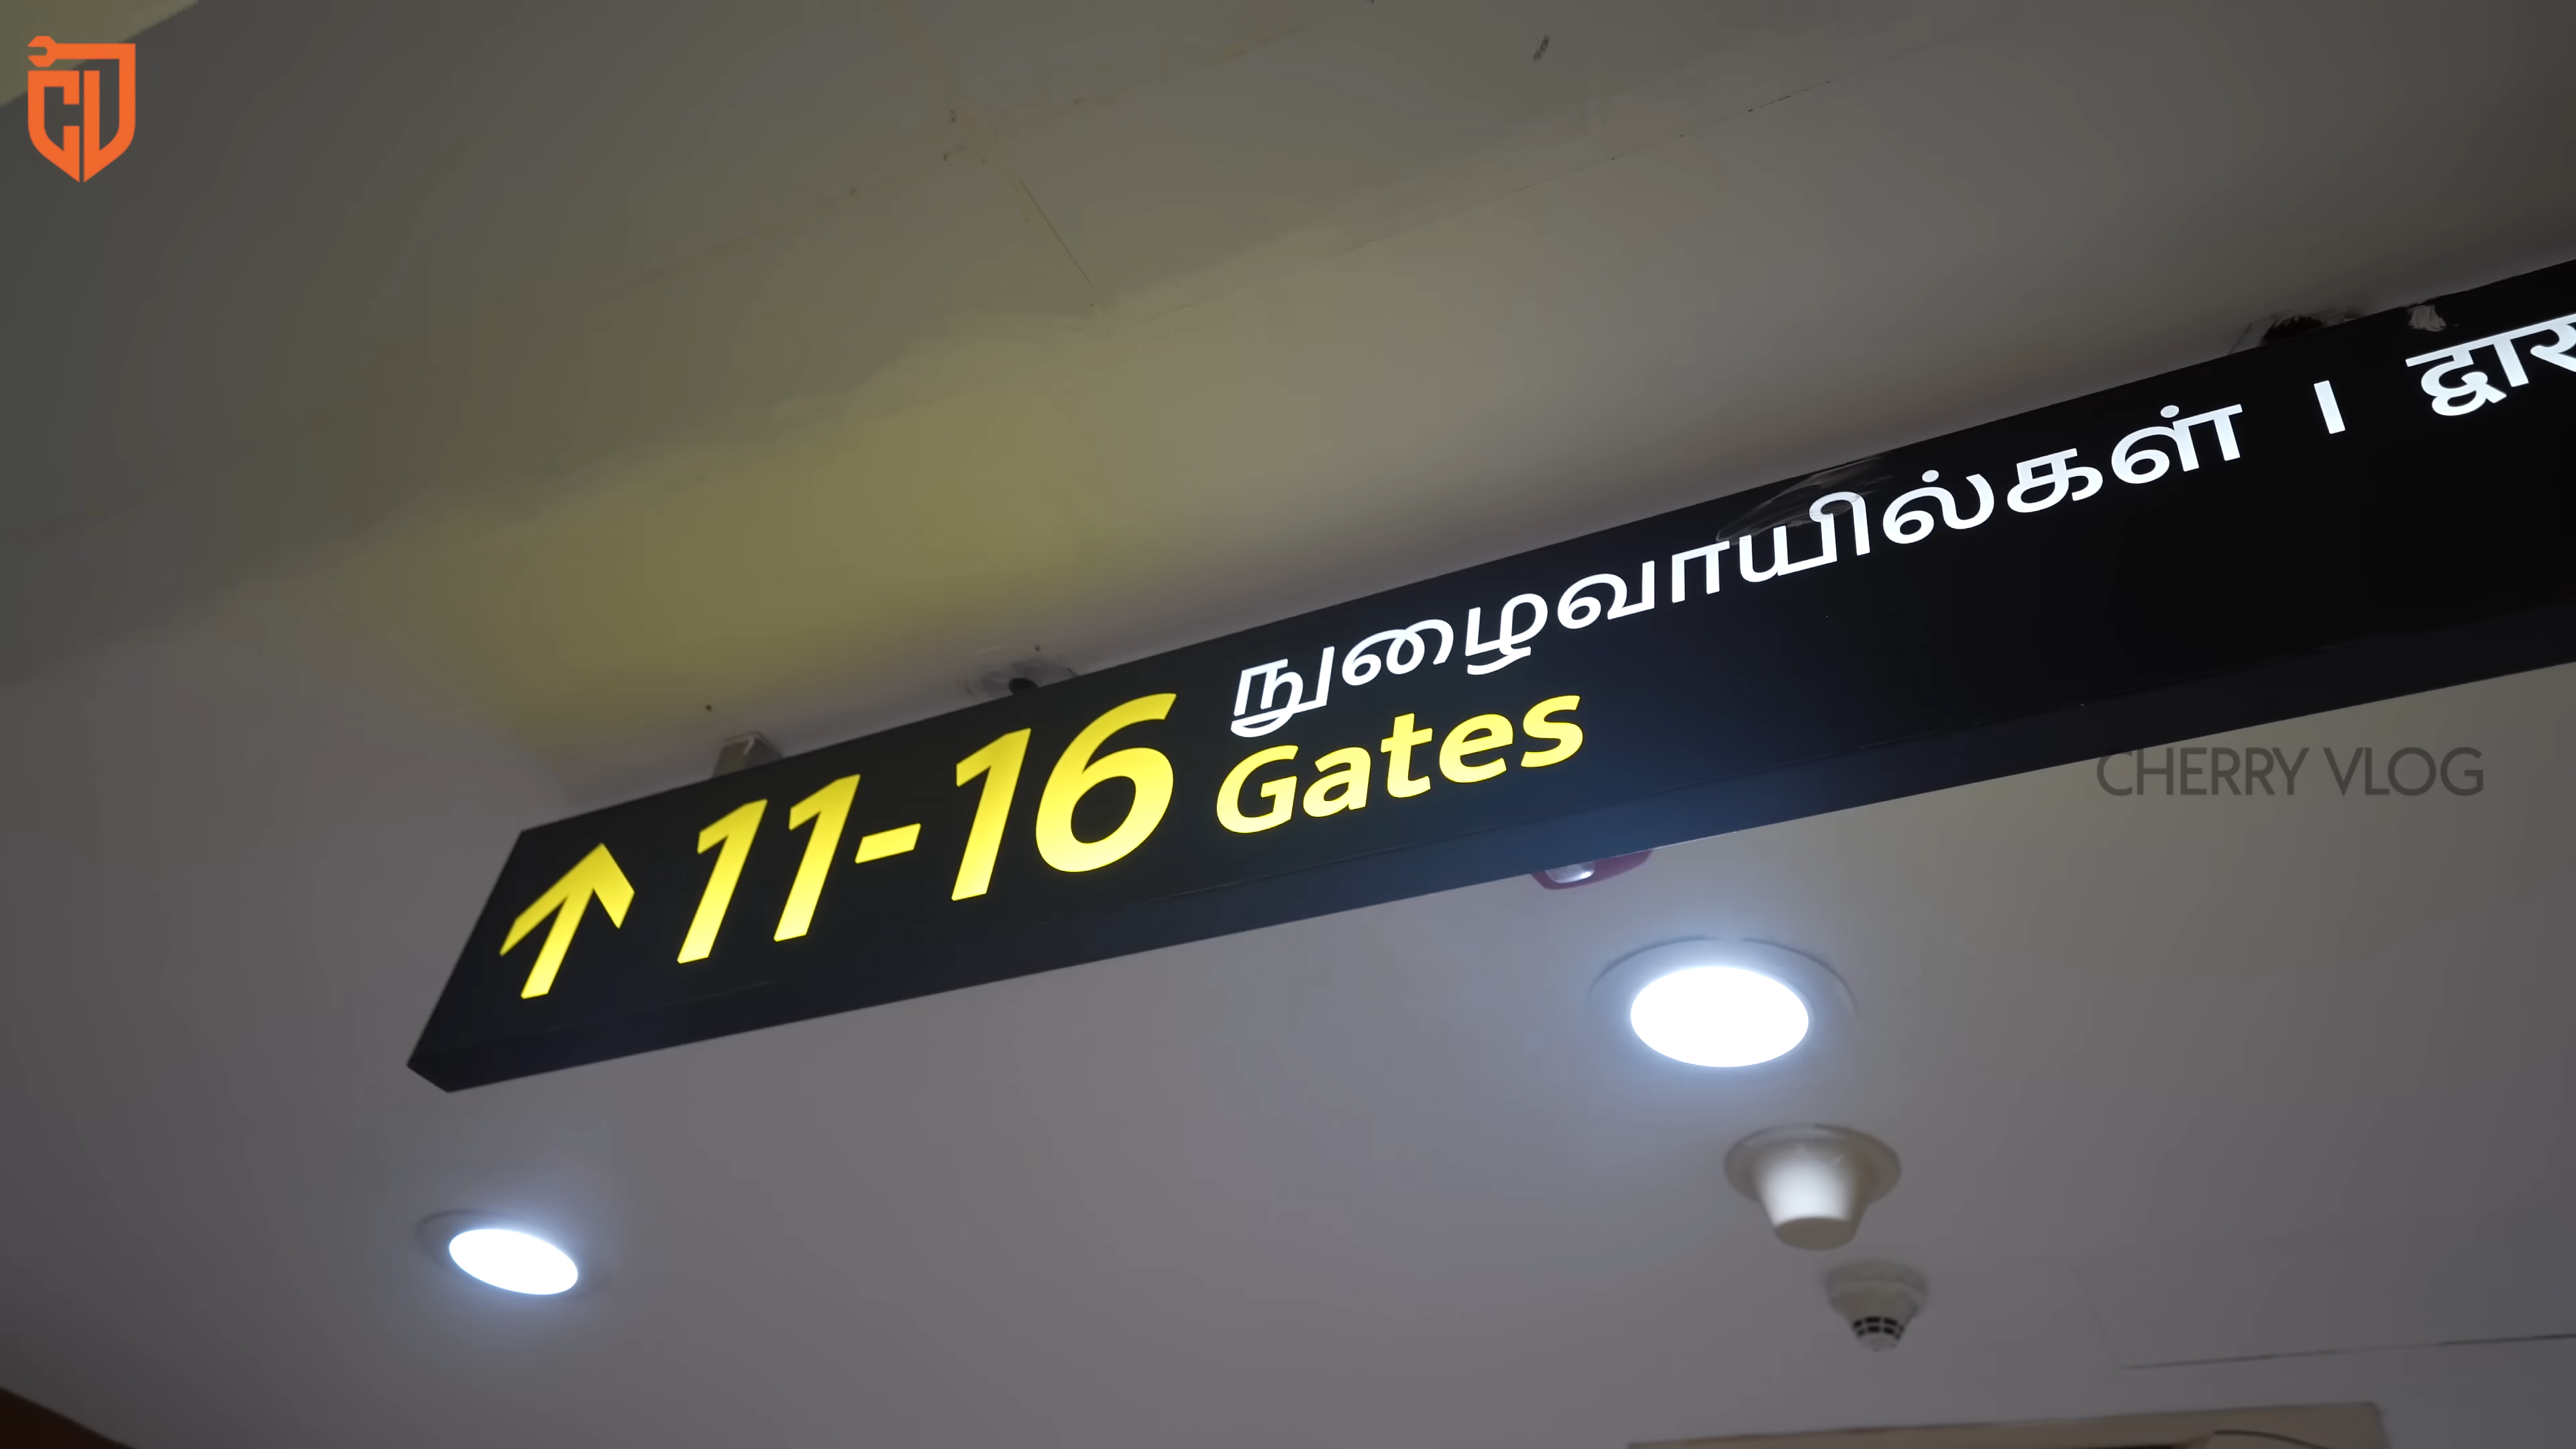 நுழைவாயில்கள் | द्वार
↑ 11-16 Gates
CHERRY VLOG